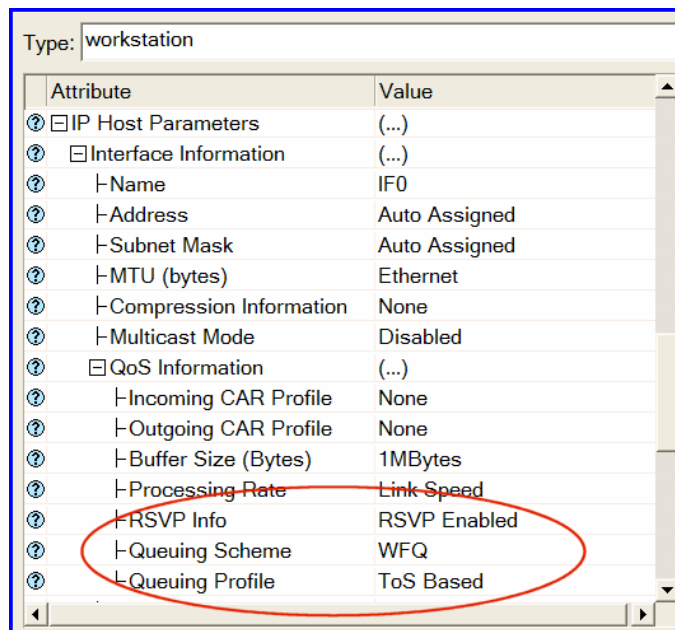 Type: workstation
Attribute Value
IP Host Parameters (...)
Interface Information (...)
Name IF0
Address Auto Assigned
Subnet Mask Auto Assigned
MTU (bytes) Ethernet
Compression Information None
Multicast Mode Disabled
QoS Information (...)
Incoming CAR Profile None
Outgoing CAR Profile None
Buffer Size (Bytes) 1MBytes
Processing Rate Link Speed
RSVP Info RSVP Enabled
Queuing Scheme WFQ
Queuing Profile ToS Based